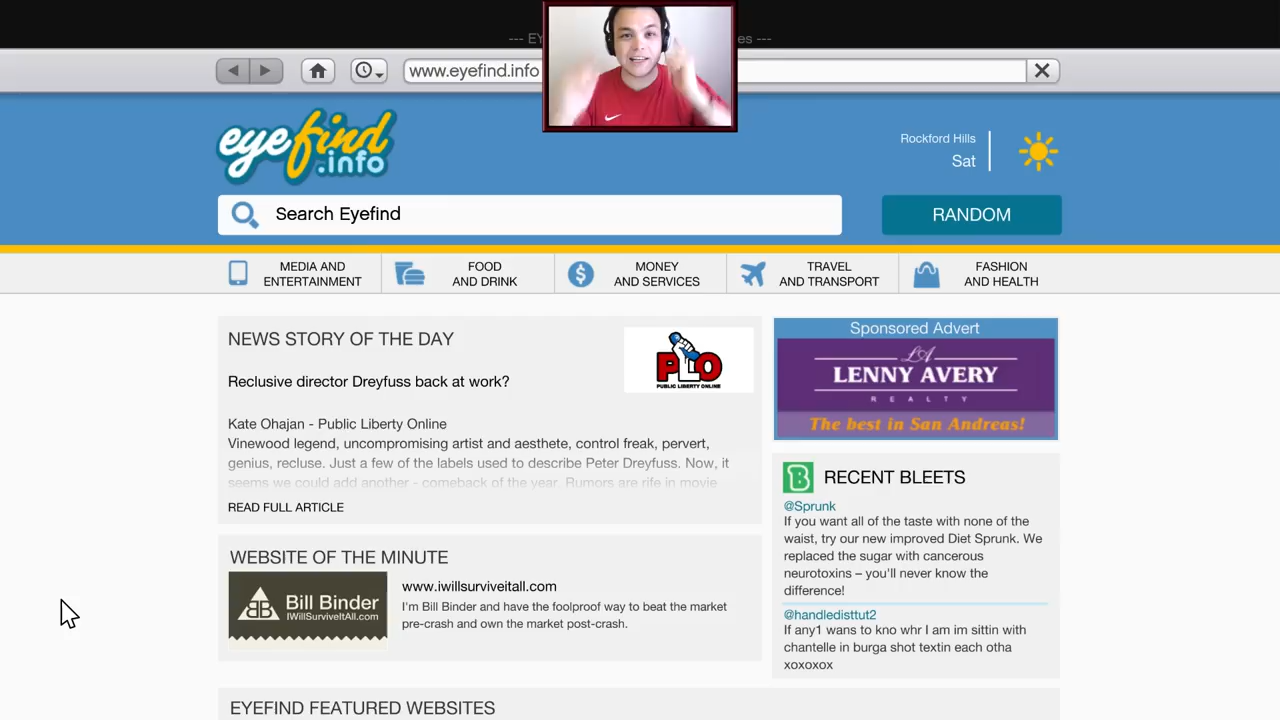 --- EY
es ---
www.eyefind.info
eyefind
.info
Rockford Hills
Sat
Search Eyefind
RANDOM
MEDIA AND
ENTERTAINMENT
FOOD
AND DRINK
MONEY
AND SERVICES
TRAVEL
AND TRANSPORT
FASHION
AND HEALTH
NEWS STORY OF THE DAY
PLO
PUBLIC LIBERTY ONLINE
Reclusive director Dreyfuss back at work?
Kate Ohajan - Public Liberty Online
Vinewood legend, uncompromising artist and aesthete, control freak, pervert,
genius, recluse. Just a few of the labels used to describe Peter Dreyfuss. Now, it
seems we could add another - comeback of the year. Rumors are rife in movie
READ FULL ARTICLE
WEBSITE OF THE MINUTE
BB
Bill Binder
IWillSurviveItAll.com
www.iwillsurviveitall.com
I'm Bill Binder and have the foolproof way to beat the market
pre-crash and own the market post-crash.
Sponsored Advert
LA
LENNY AVERY
REALTY
The best in San Andreas!
B
RECENT BLEETS
@Sprunk
If you want all of the taste with none of the
waist, try our new improved Diet Sprunk. We
replaced the sugar with cancerous
neurotoxins – you'll never know the
difference!
@handledisttut2
If any1 wants to kno whr I am im sittin with
chantelle in burga shot textin each otha
xoxoxox
EYEFIND FEATURED WEBSITES